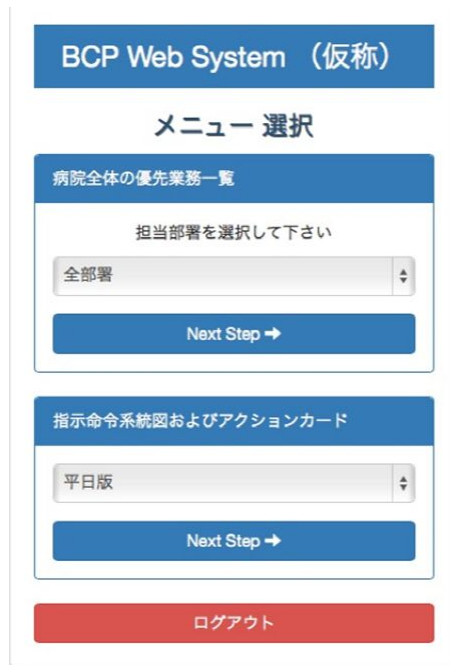 BCP Web System （仮称）
メニュー 選択
病院全体の優先業務一覧
担当部署を選択して下さい
全部署
Next Step ➔
指示命令系統図およびアクションカード
平日版
Next Step ➔
ログアウト